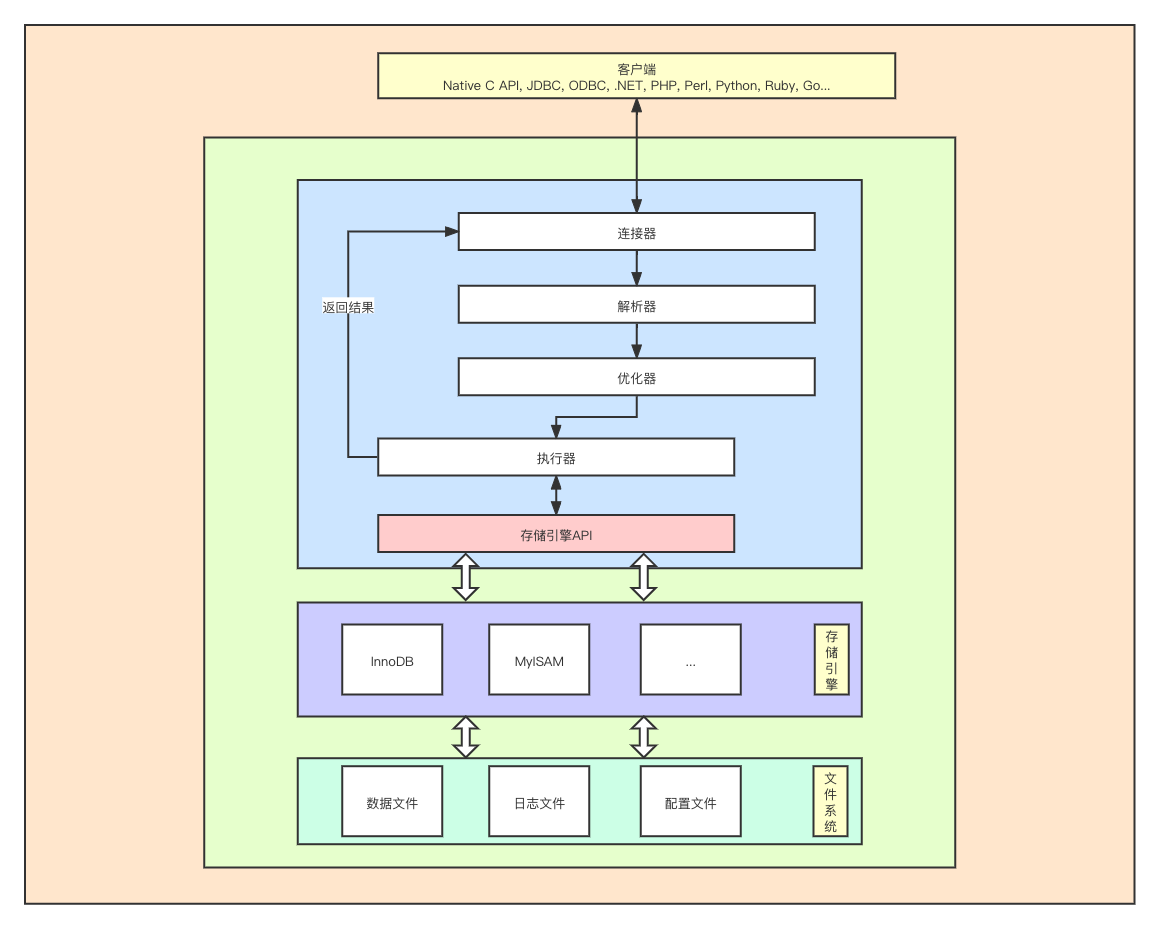 客户端
Native C API, JDBC, ODBC, .NET, PHP, Perl, Python, Ruby, Go...
连接器
解析器
返回结果
优化器
执行器
存储引擎API
InnoDB
MyISAM
...
存
储
引
擎
数据文件
日志文件
配置文件
文
件
系
统